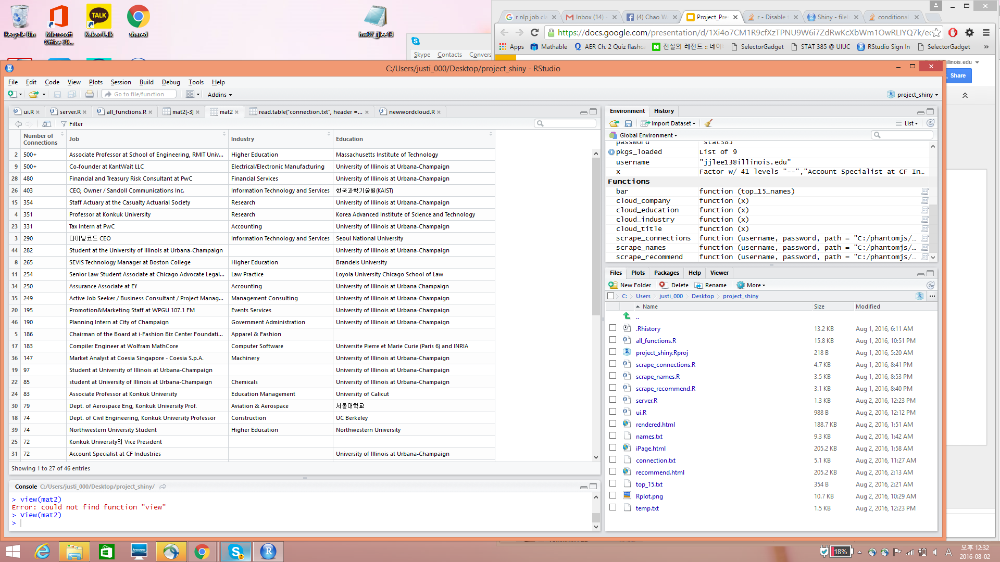 Recycle Bin
Microsoft Office 20...
KakaoTalk
TALK
shared
hw07_jjlee13
Skype Contacts Convers
r nlp job cla
Inbox (14) -
(4) Chao W
Project_Pre
r - Disable
Shiny - file
conditional
https://docs.google.com/presentation/d/1Xi4o7CM1R9cfXzTPNU9W6i7ZdRwKcXbWm1OwRLIYQ7k/e
Apps Mathable AER Ch. 2 Quiz flashca 전설의 레전드 :: 네이 SelectorGadget STAT 385 @ UIUC RStudio Sign In SelectorGadget »
@illinois.edu
Share
C:/Users/justi_000/Desktop/project_shiny - RStudio
File Edit Code View Plots Session Build Debug Tools Help
Go to file/function Addins project_shiny
ui.R server.R all_functions.R mat2[-3] mat2 read.table("connection.txt", header =... newwordcloud.R
Filter
Number of Connections Job Industry Education
2 500+ Associate Professor at School of Engineering, RMIT Univ... Higher Education Massachusetts Institute of Technology
9 500+ Co-founder at KantWait LLC Electrical/Electronic Manufacturing University of Illinois at Urbana-Champaign
28 480 Financial and Treasury Risk Consultant at PwC Financial Services University of Illinois at Urbana-Champaign
26 403 CEO, Owner / Sandoll Communications Inc. Information Technology and Services 한국과학기술원(KAIST)
15 354 Staff Actuary at the Casualty Actuarial Society Research University of Illinois at Urbana-Champaign
4 351 Professor at Konkuk University Research Korea Advanced Institute of Science and Technology
23 331 Tax Intern at PwC Accounting University of Illinois at Urbana-Champaign
3 290 다이닝코드 CEO Information Technology and Services Seoul National University
44 282 Student at the University of Illinois at Urbana-Champaign University of Illinois at Urbana-Champaign
8 265 SEVIS Technology Manager at Boston College Higher Education Brandeis University
11 254 Senior Law Student Associate at Chicago Advocate Legal... Law Practice Loyola University Chicago School of Law
34 250 Assurance Associate at EY Accounting University of Illinois at Urbana Champaign
35 249 Active Job Seeker / Business Consultant / Project Manag... Management Consulting University of Illinois at Urbana-Champaign
20 195 Promotion&Marketing Staff at WPGU 107.1 FM Events Services University of Illinois at Urbana-Champaign
46 190 Planning Intern at City of Champaign Government Administration University of Illinois at Urbana-Champaign
5 186 Chairman of the Board at i-Fashion Biz Center Foundati... Apparel & Fashion
17 183 Compiler Engineer at Wolfram MathCore Computer Software Universite Pierre et Marie Curie (Paris 6) and INRIA
36 147 Market Analyst at Coesia Singapore - Coesia S.p.A. Machinery University of Illinois at Urbana-Champaign
19 97 Student at University of Illinois at Urbana-Champaign University of Illinois at Urbana-Champaign
22 85 student at University of Illinois at Urbana-Champaign Chemicals University of Illinois at Urbana-Champaign
24 83 Associate Professor at Konkuk University Education Management University of Calicut
30 79 Dept. of Aerospace Eng, Konkuk University Prof. Aviation & Aerospace 서울대학교
18 74 Dept. of Civil Engineering, Konkuk University Professor Construction UC Berkeley
39 74 Northwestern University Student Higher Education Northwestern University
25 72 Konkuk University의 Vice President
31 72 Account Specialist at CF Industries University of Illinois at Urbana-Champaign
Showing 1 to 27 of 46 entries
Console C:/Users/justi_000/Desktop/project_shiny/
> view(mat2)
Error: could not find function "view"
> View(mat2)
>
Environment History
Import Dataset List
Global Environment
password "stat385"
pkgs_loaded List of 9
username "jjlee13@illinois.edu"
x Factor w/ 41 levels "--","Account Specialist at CF In...
Functions
bar function (top_15_names)
cloud_company function (x)
cloud_education function (x)
cloud_industry function (x)
cloud_title function (x)
scrape_connections function (username, password, path = "C:/phantomjs/...
scrape_names function (username, password, path = "C:/phantomjs/...
scrape_recommend function (username, password, path = "C:/phantomjs/...
Files Plots Packages Help Viewer
New Folder Delete Rename More
C: Users justi_000 Desktop project_shiny ...
Name Size Modified
..
.Rhistory 13.2 KB Aug 1, 2016, 6:11 AM
all_functions.R 15.8 KB Aug 1, 2016, 10:51 PM
project_shiny.Rproj 218 B Aug 1, 2016, 5:20 AM
scrape_connections.R 4.7 KB Aug 1, 2016, 8:41 PM
scrape_names.R 3.5 KB Aug 1, 2016, 8:53 PM
scrape_recommend.R 3.1 KB Aug 1, 2016, 8:40 PM
server.R 1.3 KB Aug 2, 2016, 12:23 PM
ui.R 988 B Aug 2, 2016, 12:12 PM
rendered.html 188.7 KB Aug 2, 2016, 1:51 AM
names.txt 9.3 KB Aug 2, 2016, 1:42 AM
iPage.html 205.2 KB Aug 2, 2016, 1:58 AM
connection.txt 5.1 KB Aug 2, 2016, 11:27 AM
recommend.html 205.2 KB Aug 2, 2016, 2:13 AM
top_15.txt 354 B Aug 2, 2016, 2:21 AM
Rplot.png 10.7 KB Aug 2, 2016, 10:29 AM
temp.txt 1.5 KB Aug 2, 2016, 12:23 PM
lenovo
2
18%
A
오후 12:32
2016-08-02